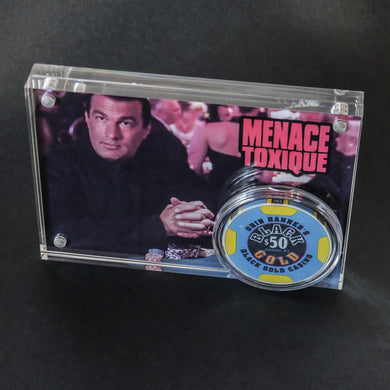 MENACE
TOXIQUE
ORIN HANNER'S
BLACK
$50
GOLD
BLACK GOLD CASINO